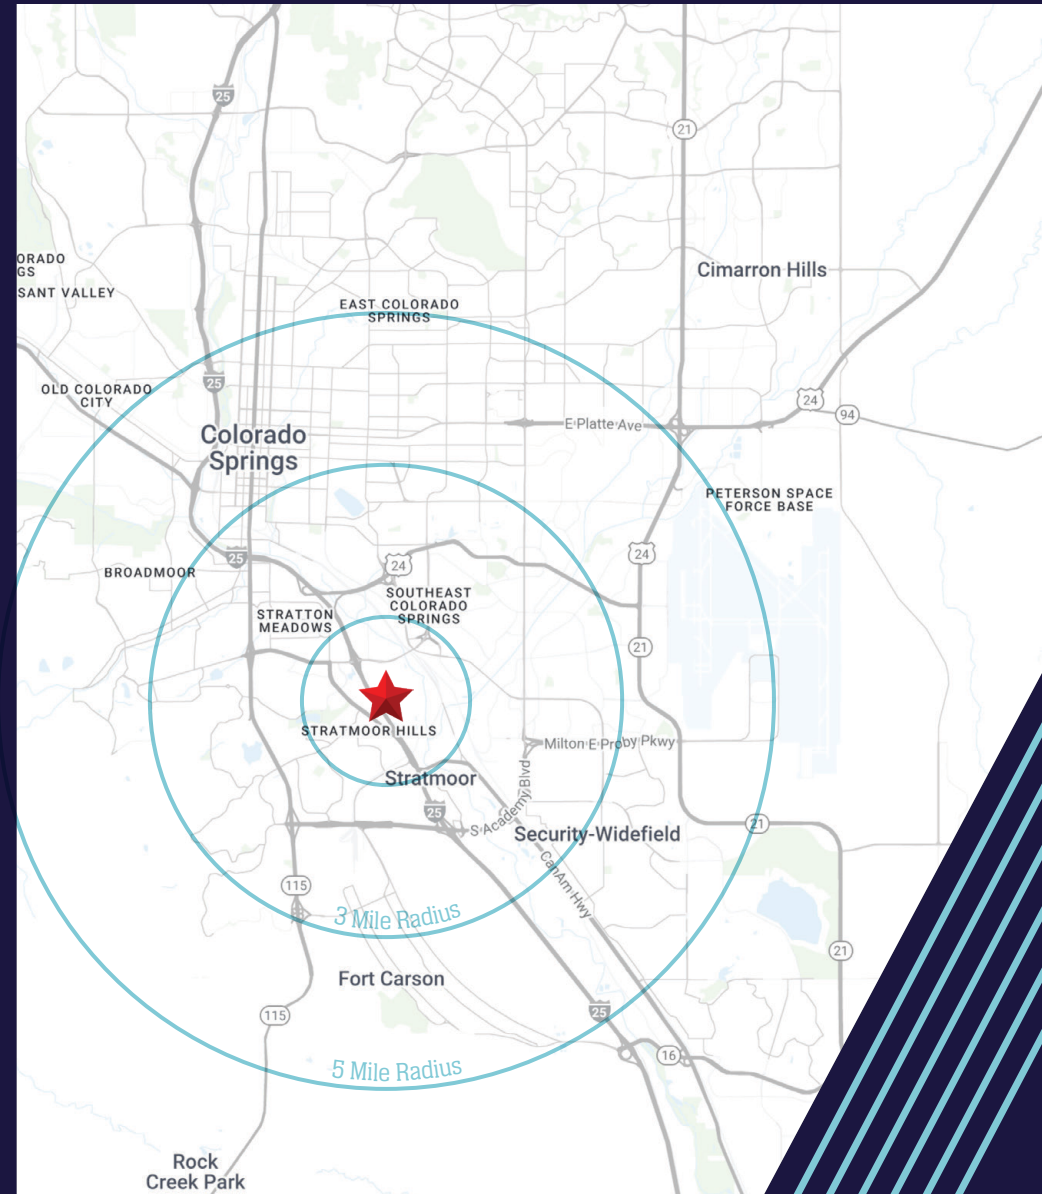 25
21
Cimarron Hills
ORADO
GS
SANT VALLEY
EAST COLORADO
SPRINGS
25
OLD COLORADO
CITY
24
94
E Platte Ave
Colorado
Springs
PETERSON SPACE
FORCE BASE
25
24
24
BROADMOOR
SOUTHEAST
COLORADO
SPRINGS
STRATTON
MEADOWS
21
STRATMOOR HILLS
Milton E Proby Pkwy
Stratmoor
25
S Academy Blvd
21
Security-Widefield
115
CanAm Hwy
3 Mile Radius
21
Fort Carson
25
115
16
5 Mile Radius
Rock
Creek Park